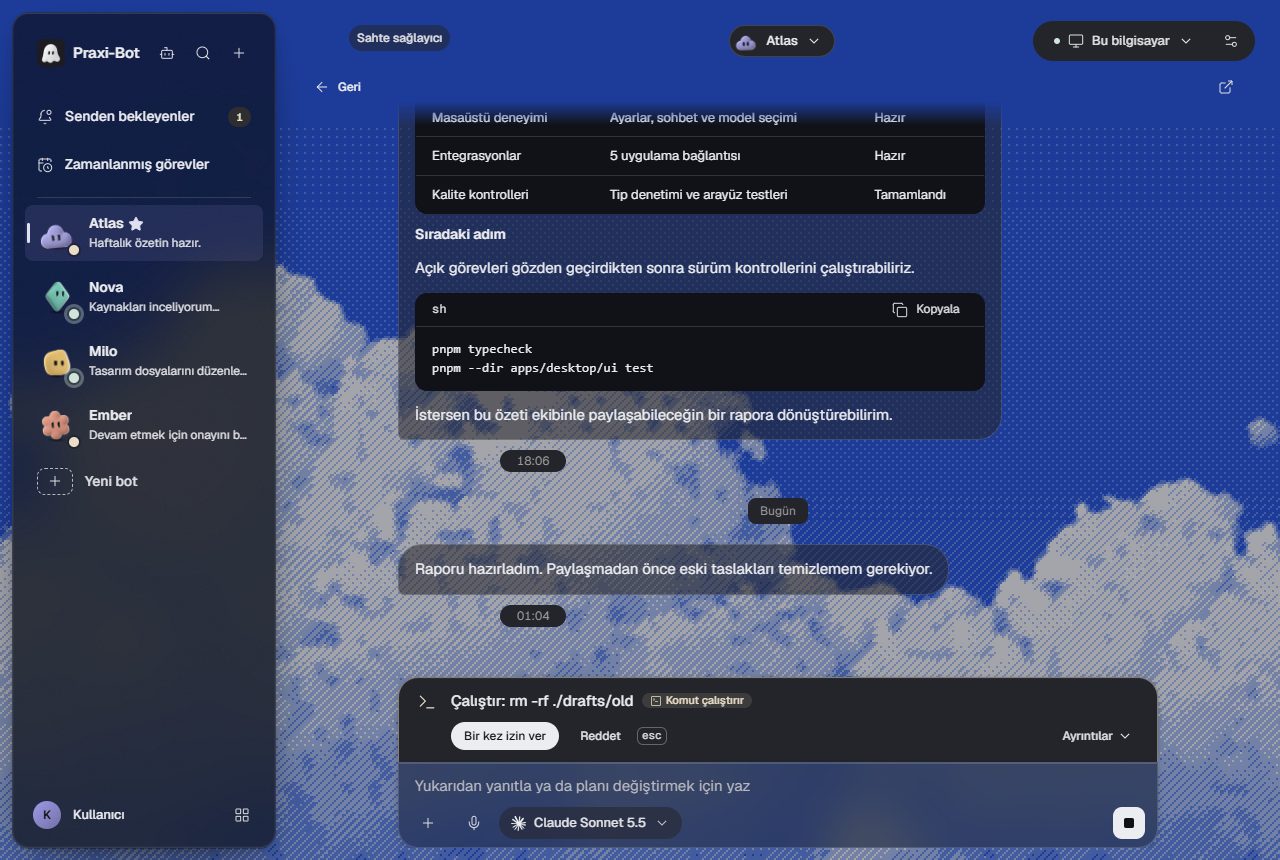 Praxi-Bot
Senden bekleyenler 1
Zamanlanmış görevler
Atlas
Haftalık özetin hazır.
Nova
Kaynakları inceliyorum...
Milo
Tasarım dosyalarını düzenle...
Ember
Devam etmek için onayını b...
Yeni bot
K Kullanıcı
Sahte sağlayıcı
Atlas
Bu bilgisayar
Geri
Masaüstü deneyimi Ayarlar, sohbet ve model seçimi Hazır
Entegrasyonlar 5 uygulama bağlantısı Hazır
Kalite kontrolleri Tip denetimi ve arayüz testleri Tamamlandı
Sıradaki adım
Açık görevleri gözden geçirdikten sonra sürüm kontrollerini çalıştırabiliriz.
sh Kopyala
pnpm typecheck
pnpm --dir apps/desktop/ui test
İstersen bu özeti ekibinle paylaşabileceğin bir rapora dönüştürebilirim.
18:06
Bugün
Raporu hazırladım. Paylaşmadan önce eski taslakları temizlemem gerekiyor.
01:04
Çalıştır: rm -rf ./drafts/old Komut çalıştırır
Bir kez izin ver Reddet esc Ayrıntılar
Yukarıdan yanıtla ya da planı değiştirmek için yaz
Claude Sonnet 5.5